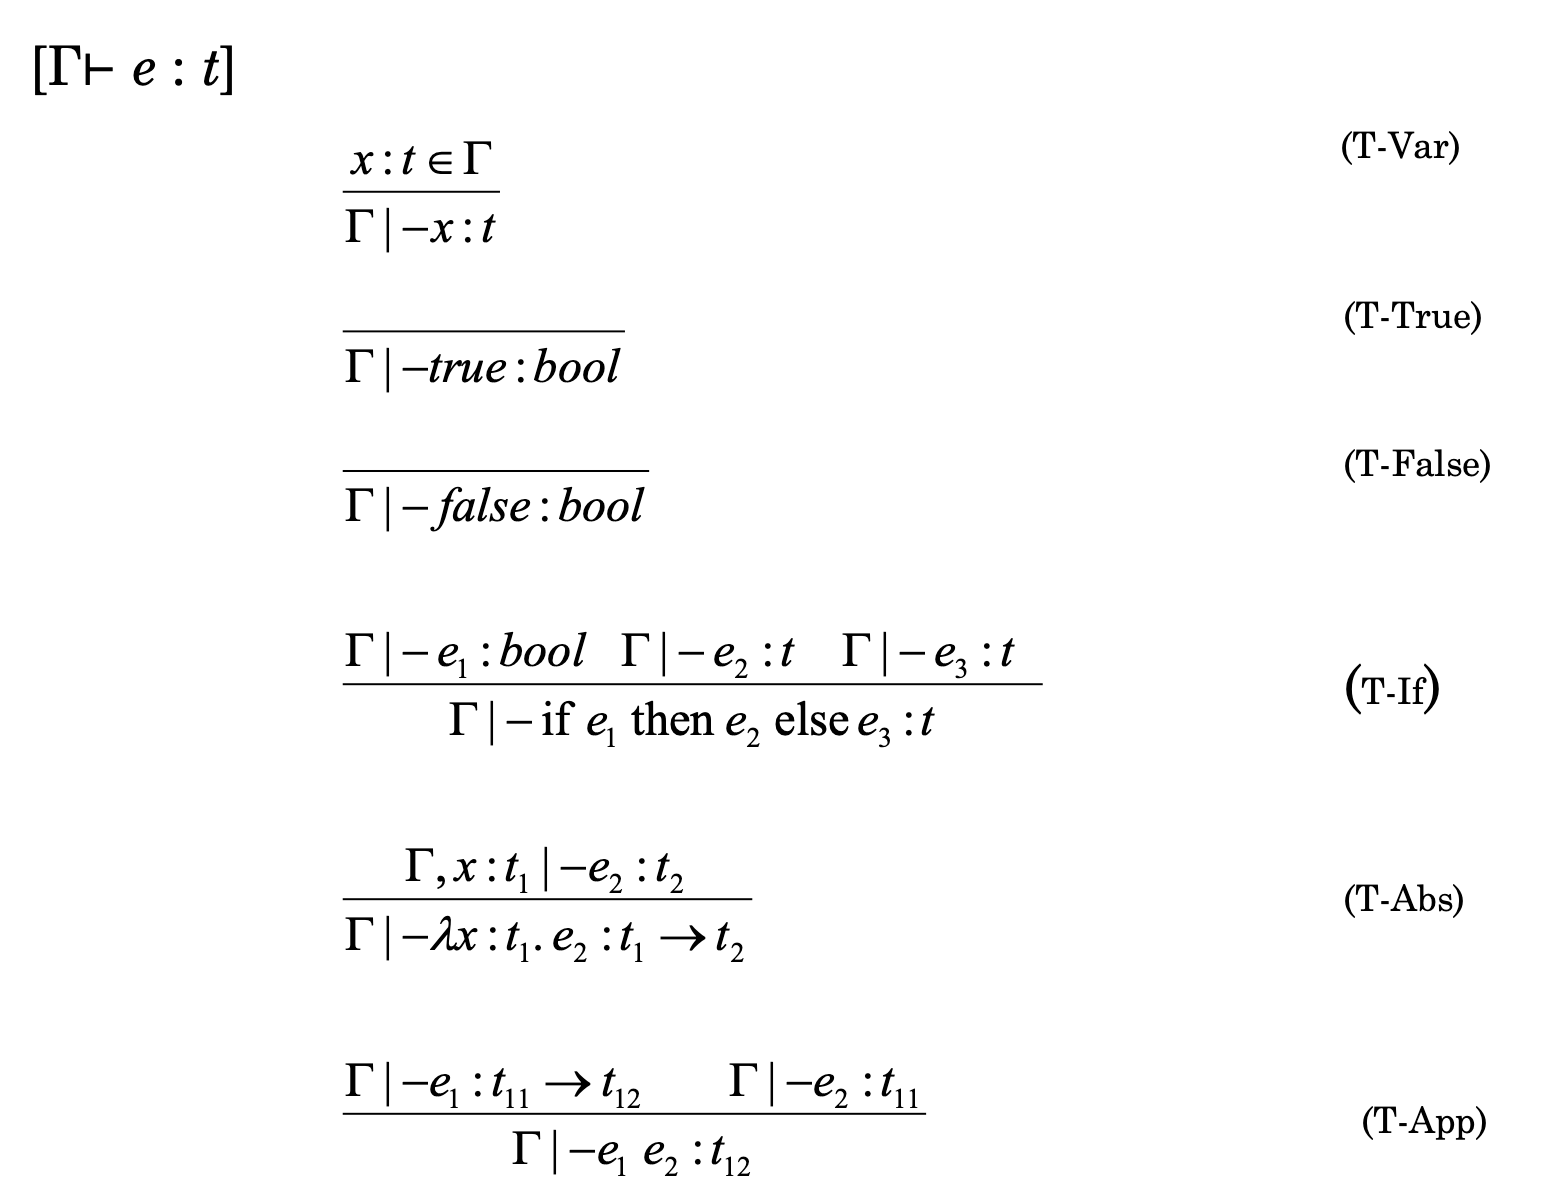 [Γ⊢ e : t]
x : t ∈ Γ (T-Var)
Γ |−x : t
(T-True)
Γ |−true : bool
(T-False)
Γ |− false : bool
Γ |− e₁ : bool Γ |− e₂ : t Γ |− e₃ : t
(T-If)
Γ |− if e₁ then e₂ else e₃ : t
Γ, x : t₁ |−e₂ : t₂
(T-Abs)
Γ |−λx : t₁. e₂ : t₁ → t₂
Γ |−e₁ : t₁₁ → t₁₂ Γ |−e₂ : t₁₁
(T-App)
Γ |−e₁ e₂ : t₁₂